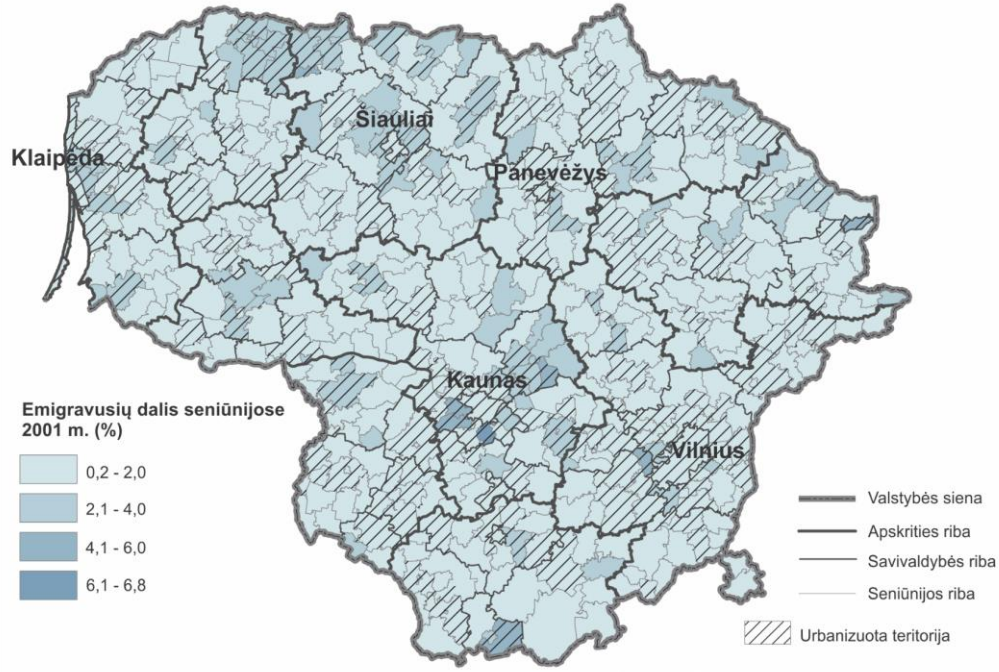 Klaipėda
Šiauliai
Panevėžys
Kaunas
Vilnius
Emigravusių dalis seniūnijose
2001 m. (%)
0,2 - 2,0
2,1 - 4,0
4,1 - 6,0
6,1 - 6,8
Valstybės siena
Apskrities riba
Savivaldybės riba
Seniūnijos riba
Urbanizuota teritorija